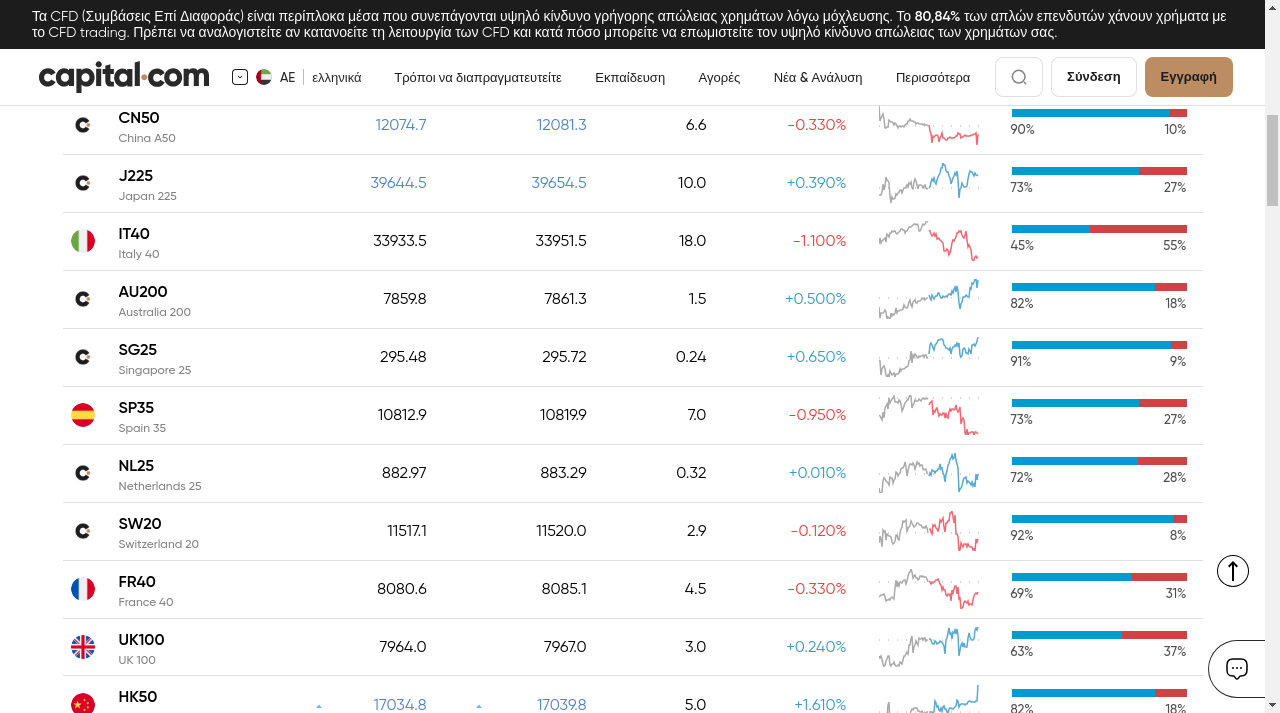 Τα CFD (Συμβάσεις Επί Διαφοράς) είναι περίπλοκα μέσα που συνεπάγονται υψηλό κίνδυνο γρήγορης απώλειας χρημάτων λόγω μόχλευσης. Το 80,84% των απλών επενδυτών χάνουν χρήματα με
το CFD trading. Πρέπει να αναλογιστείτε αν κατανοείτε τη λειτουργία των CFD και κατά πόσο μπορείτε να επωμιστείτε τον υψηλό κίνδυνο απώλειας των χρημάτων σας.
capital.com AE ελληνικά Τρόποι να διαπραγματευτείτε Εκπαίδευση Αγορές Νέα & Ανάλυση Περισσότερα Σύνδεση Εγγραφή
CN50 12074.7 12081.3 6.6 -0.330%
China A50 90% 10%
J225 39644.5 39654.5 10.0 +0.390%
Japan 225 73% 27%
IT40 33933.5 33951.5 18.0 -1.100%
Italy 40 45% 55%
AU200 7859.8 7861.3 1.5 +0.500%
Australia 200 82% 18%
SG25 295.48 295.72 0.24 +0.650%
Singapore 25 91% 9%
SP35 10812.9 10819.9 7.0 -0.950%
Spain 35 73% 27%
NL25 882.97 883.29 0.32 +0.010%
Netherlands 25 72% 28%
SW20 11517.1 11520.0 2.9 -0.120%
Switzerland 20 92% 8%
FR40 8080.6 8085.1 4.5 -0.330%
France 40 69% 31%
UK100 7964.0 7967.0 3.0 +0.240%
UK 100 63% 37%
HK50 17034.8 17039.8 5.0 +1.610%
82% 18%